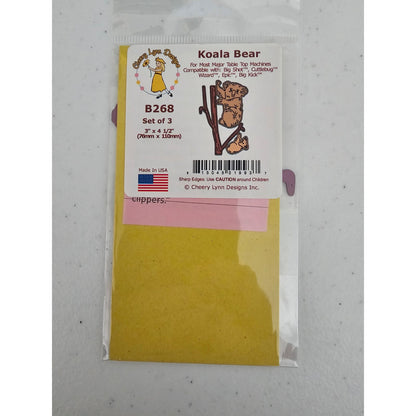 Cheery Lynn Designs
Koala Bear
For Most Major Table Top Machines
Compatible with: Big Shot™, Cuttlebug™
Wizard™, Epic™, Big Kick™
B268
Set of 3
3" x 4 1/2"
(76mm x 110mm)
Made in USA
Sharp Edges Use CAUTION around Children
© Cheery Lynn Designs Inc.
clippers."